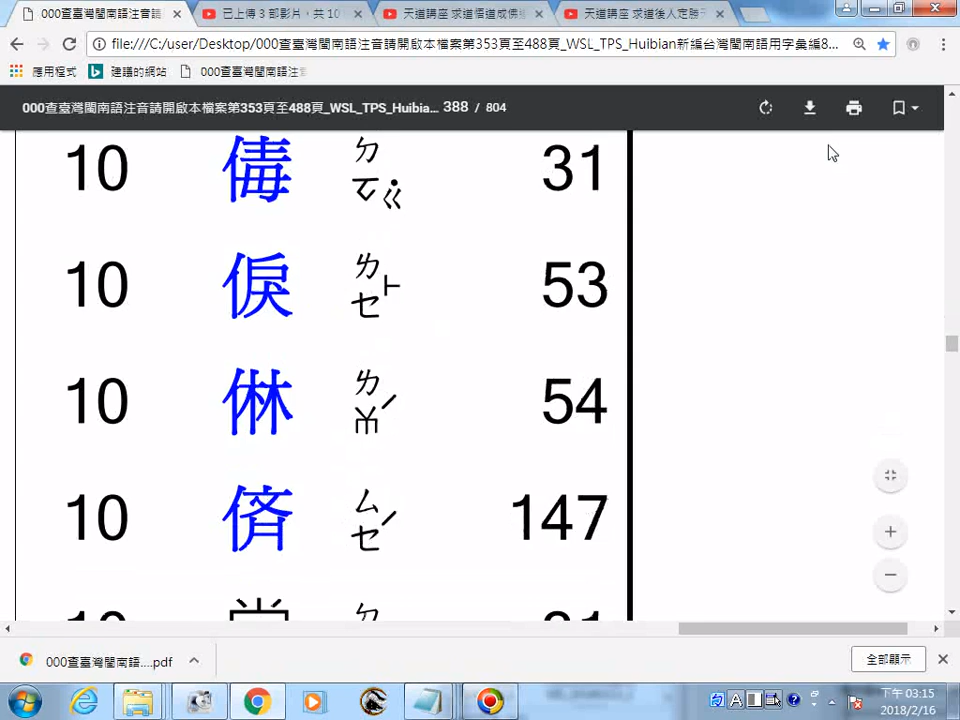 000查臺灣閩南語注音請
已上傳 3 部影片，共 10
天道講座 求道悟道成佛
天道講座 求道後人定勝
file:///C:/user/Desktop/000查臺灣閩南語注音請開啟本檔案第353頁至488頁_WSL_TPS_Huibian新編台灣閩南語用字彙編8...
應用程式
建議的網站
000查臺灣閩南語注音
000查臺灣閩南語注音請開啟本檔案第353頁至488頁_WSL_TPS_Huibia... 388 / 804
10 ㄉ 31
10 㑦 ㄌㄝㆵ 53
10 ㄌ 54
10 儕 ㄙㄝˊ 147
000查臺灣閩南語....pdf
全部顯示
下午 03:15
2018/2/16